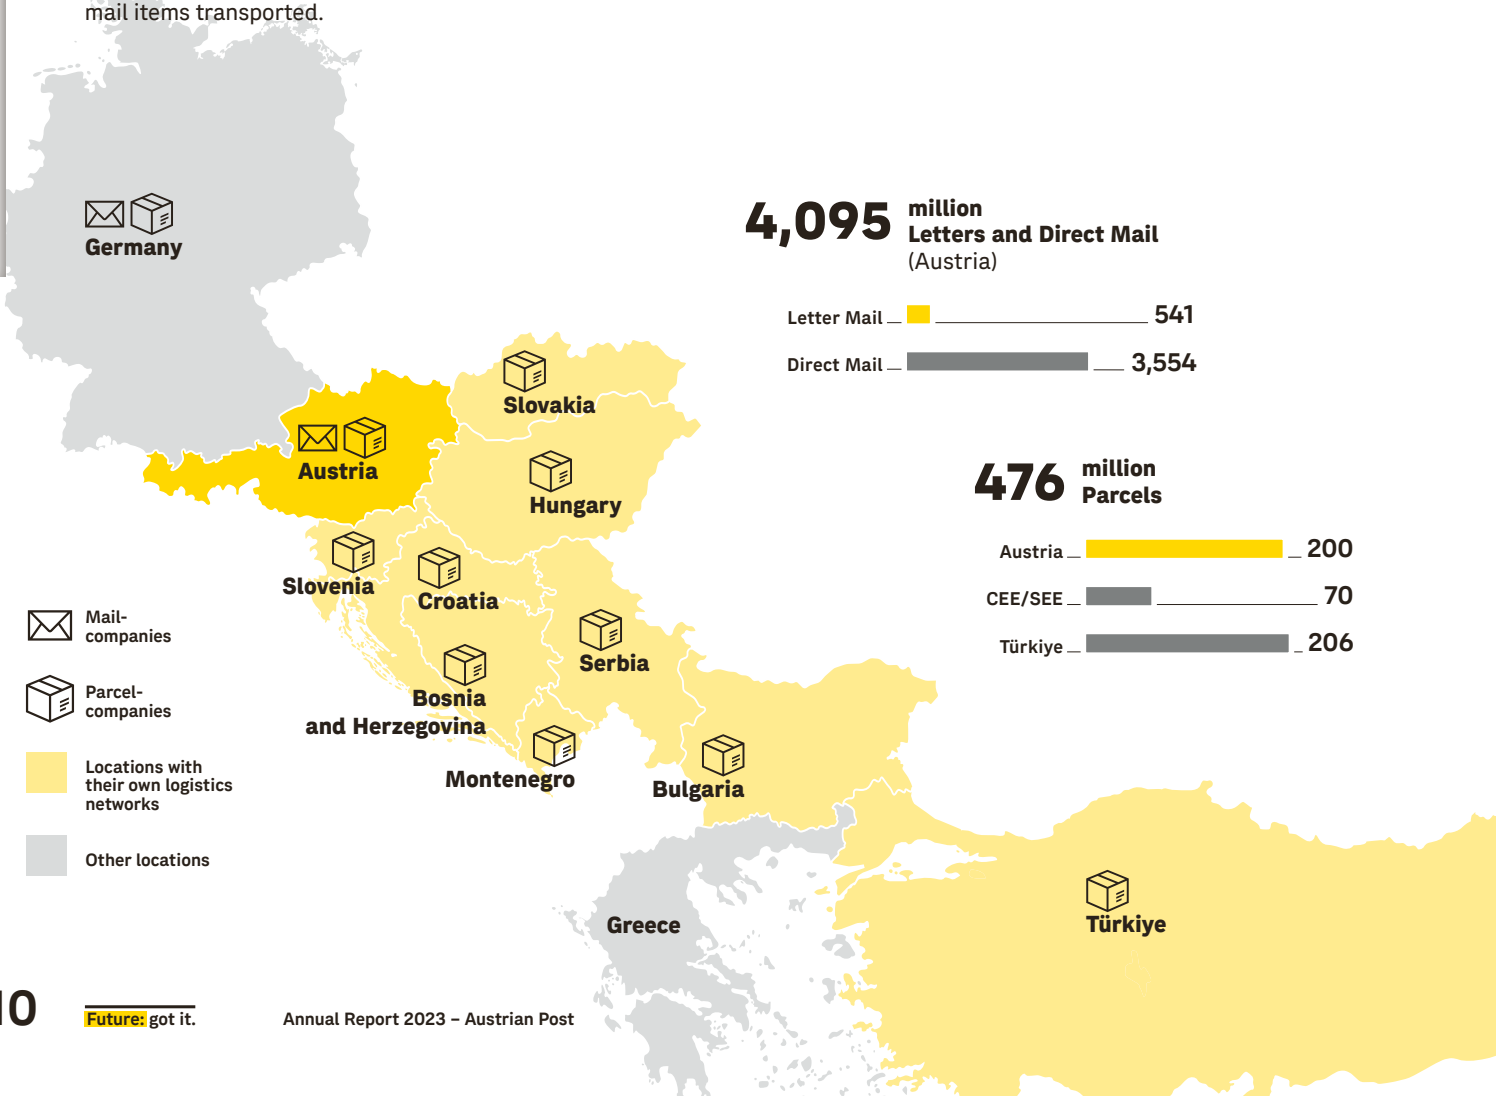 mail items transported.
Germany
4,095 million
Letters and Direct Mail
(Austria)
Letter Mail 541
Direct Mail 3,554
Slovakia
Austria
Hungary
476 million
Parcels
Austria 200
CEE/SEE 70
Türkiye 206
Slovenia
Croatia
Serbia
Bosnia
and Herzegovina
Montenegro
Bulgaria
Greece
Türkiye
Mail-
companies
Parcel-
companies
Locations with
their own logistics
networks
Other locations
10
Future: got it.
Annual Report 2023 – Austrian Post